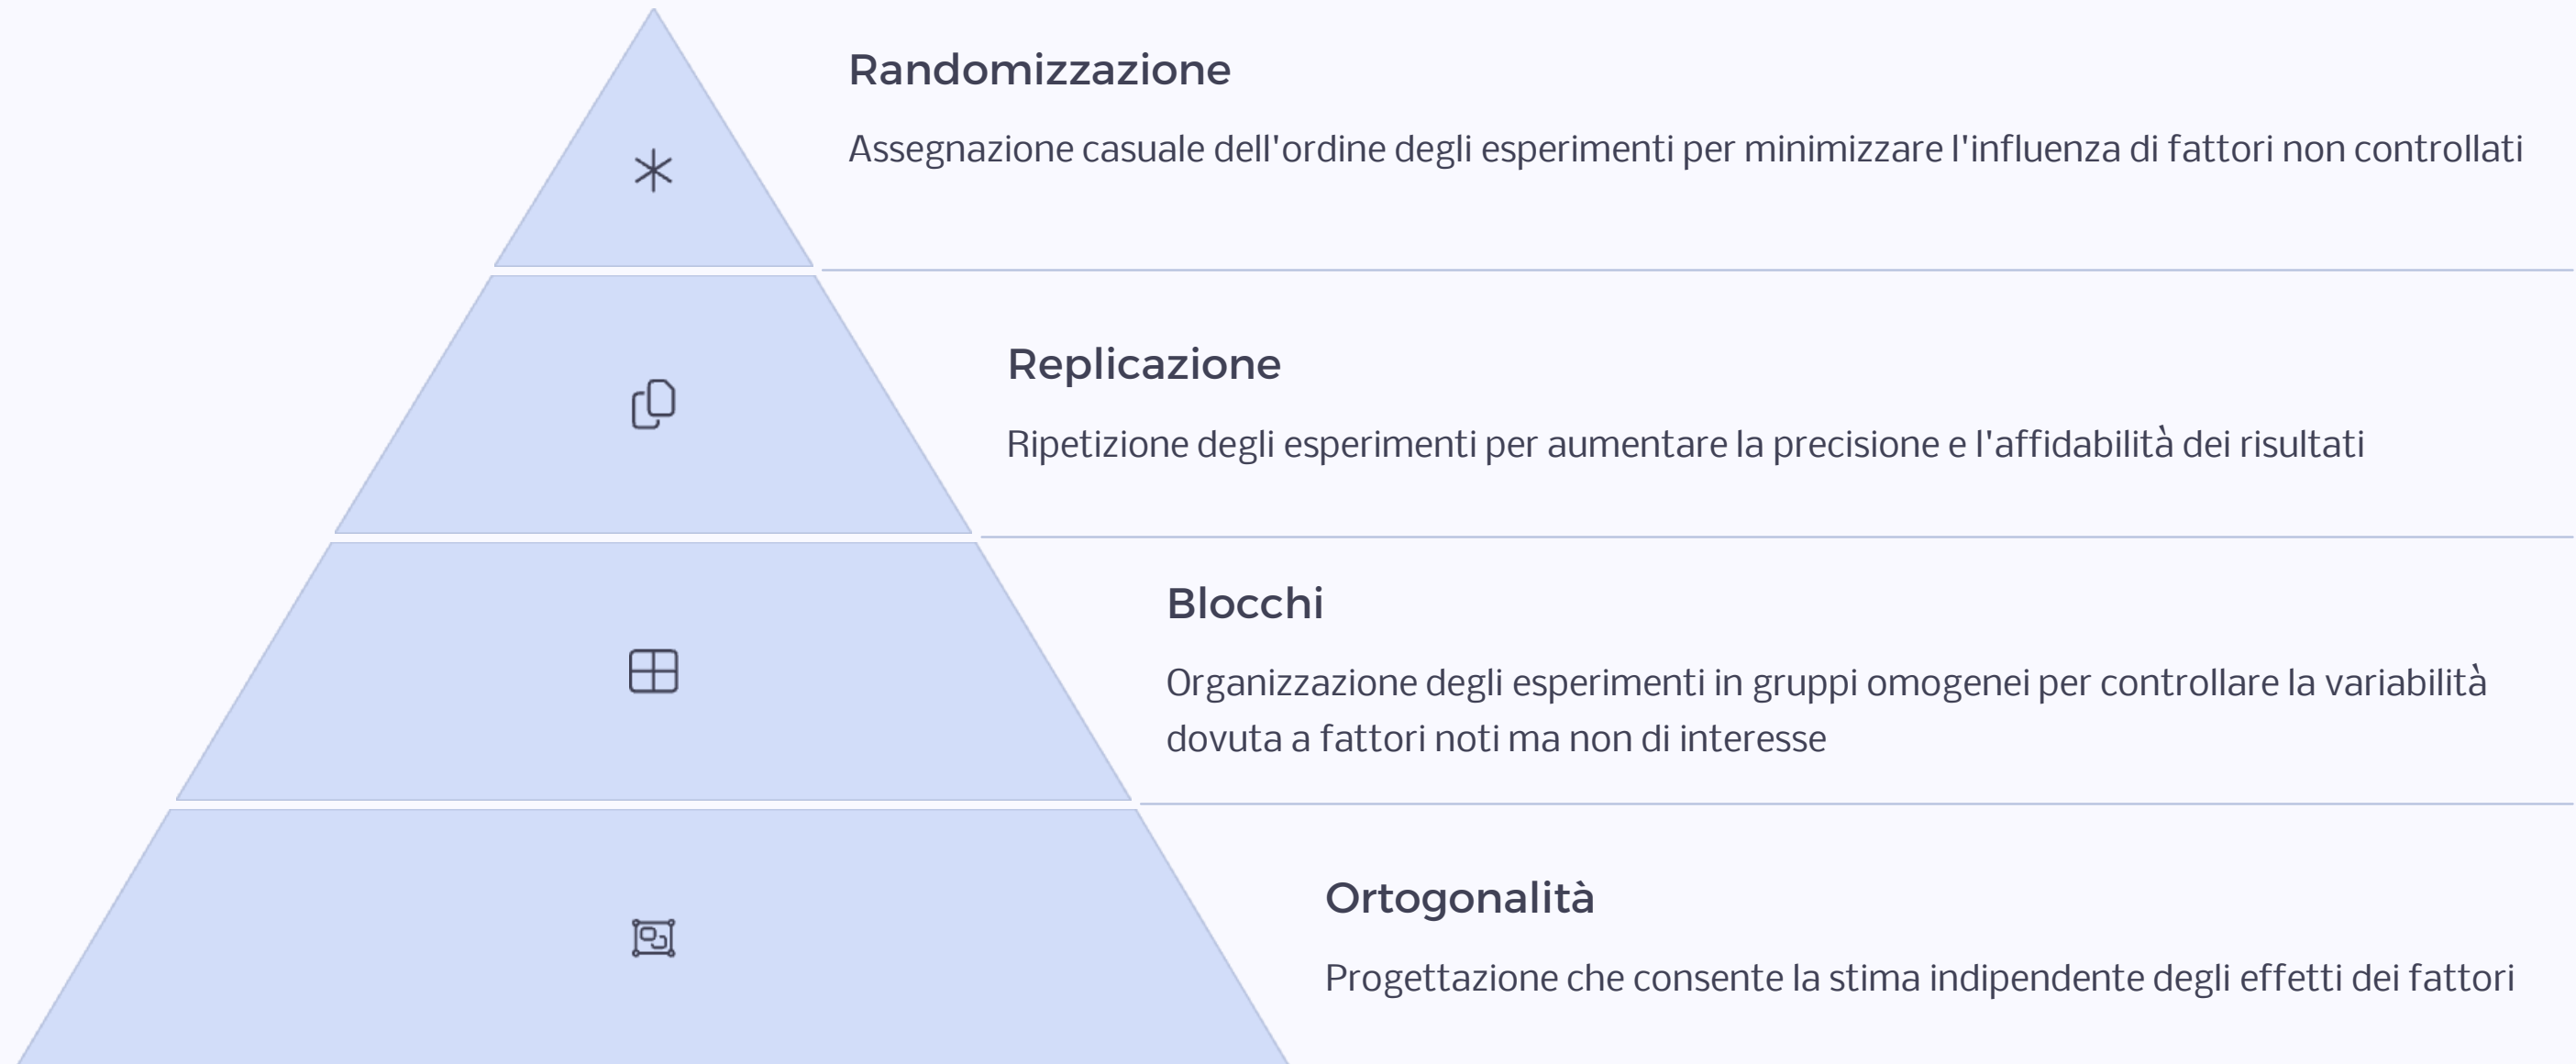 Randomizzazione
Assegnazione casuale dell'ordine degli esperimenti per minimizzare l'influenza di fattori non controllati
Replicazione
Ripetizione degli esperimenti per aumentare la precisione e l'affidabilità dei risultati
Blocchi
Organizzazione degli esperimenti in gruppi omogenei per controllare la variabilità
dovuta a fattori noti ma non di interesse
Ortogonalità
Progettazione che consente la stima indipendente degli effetti dei fattori